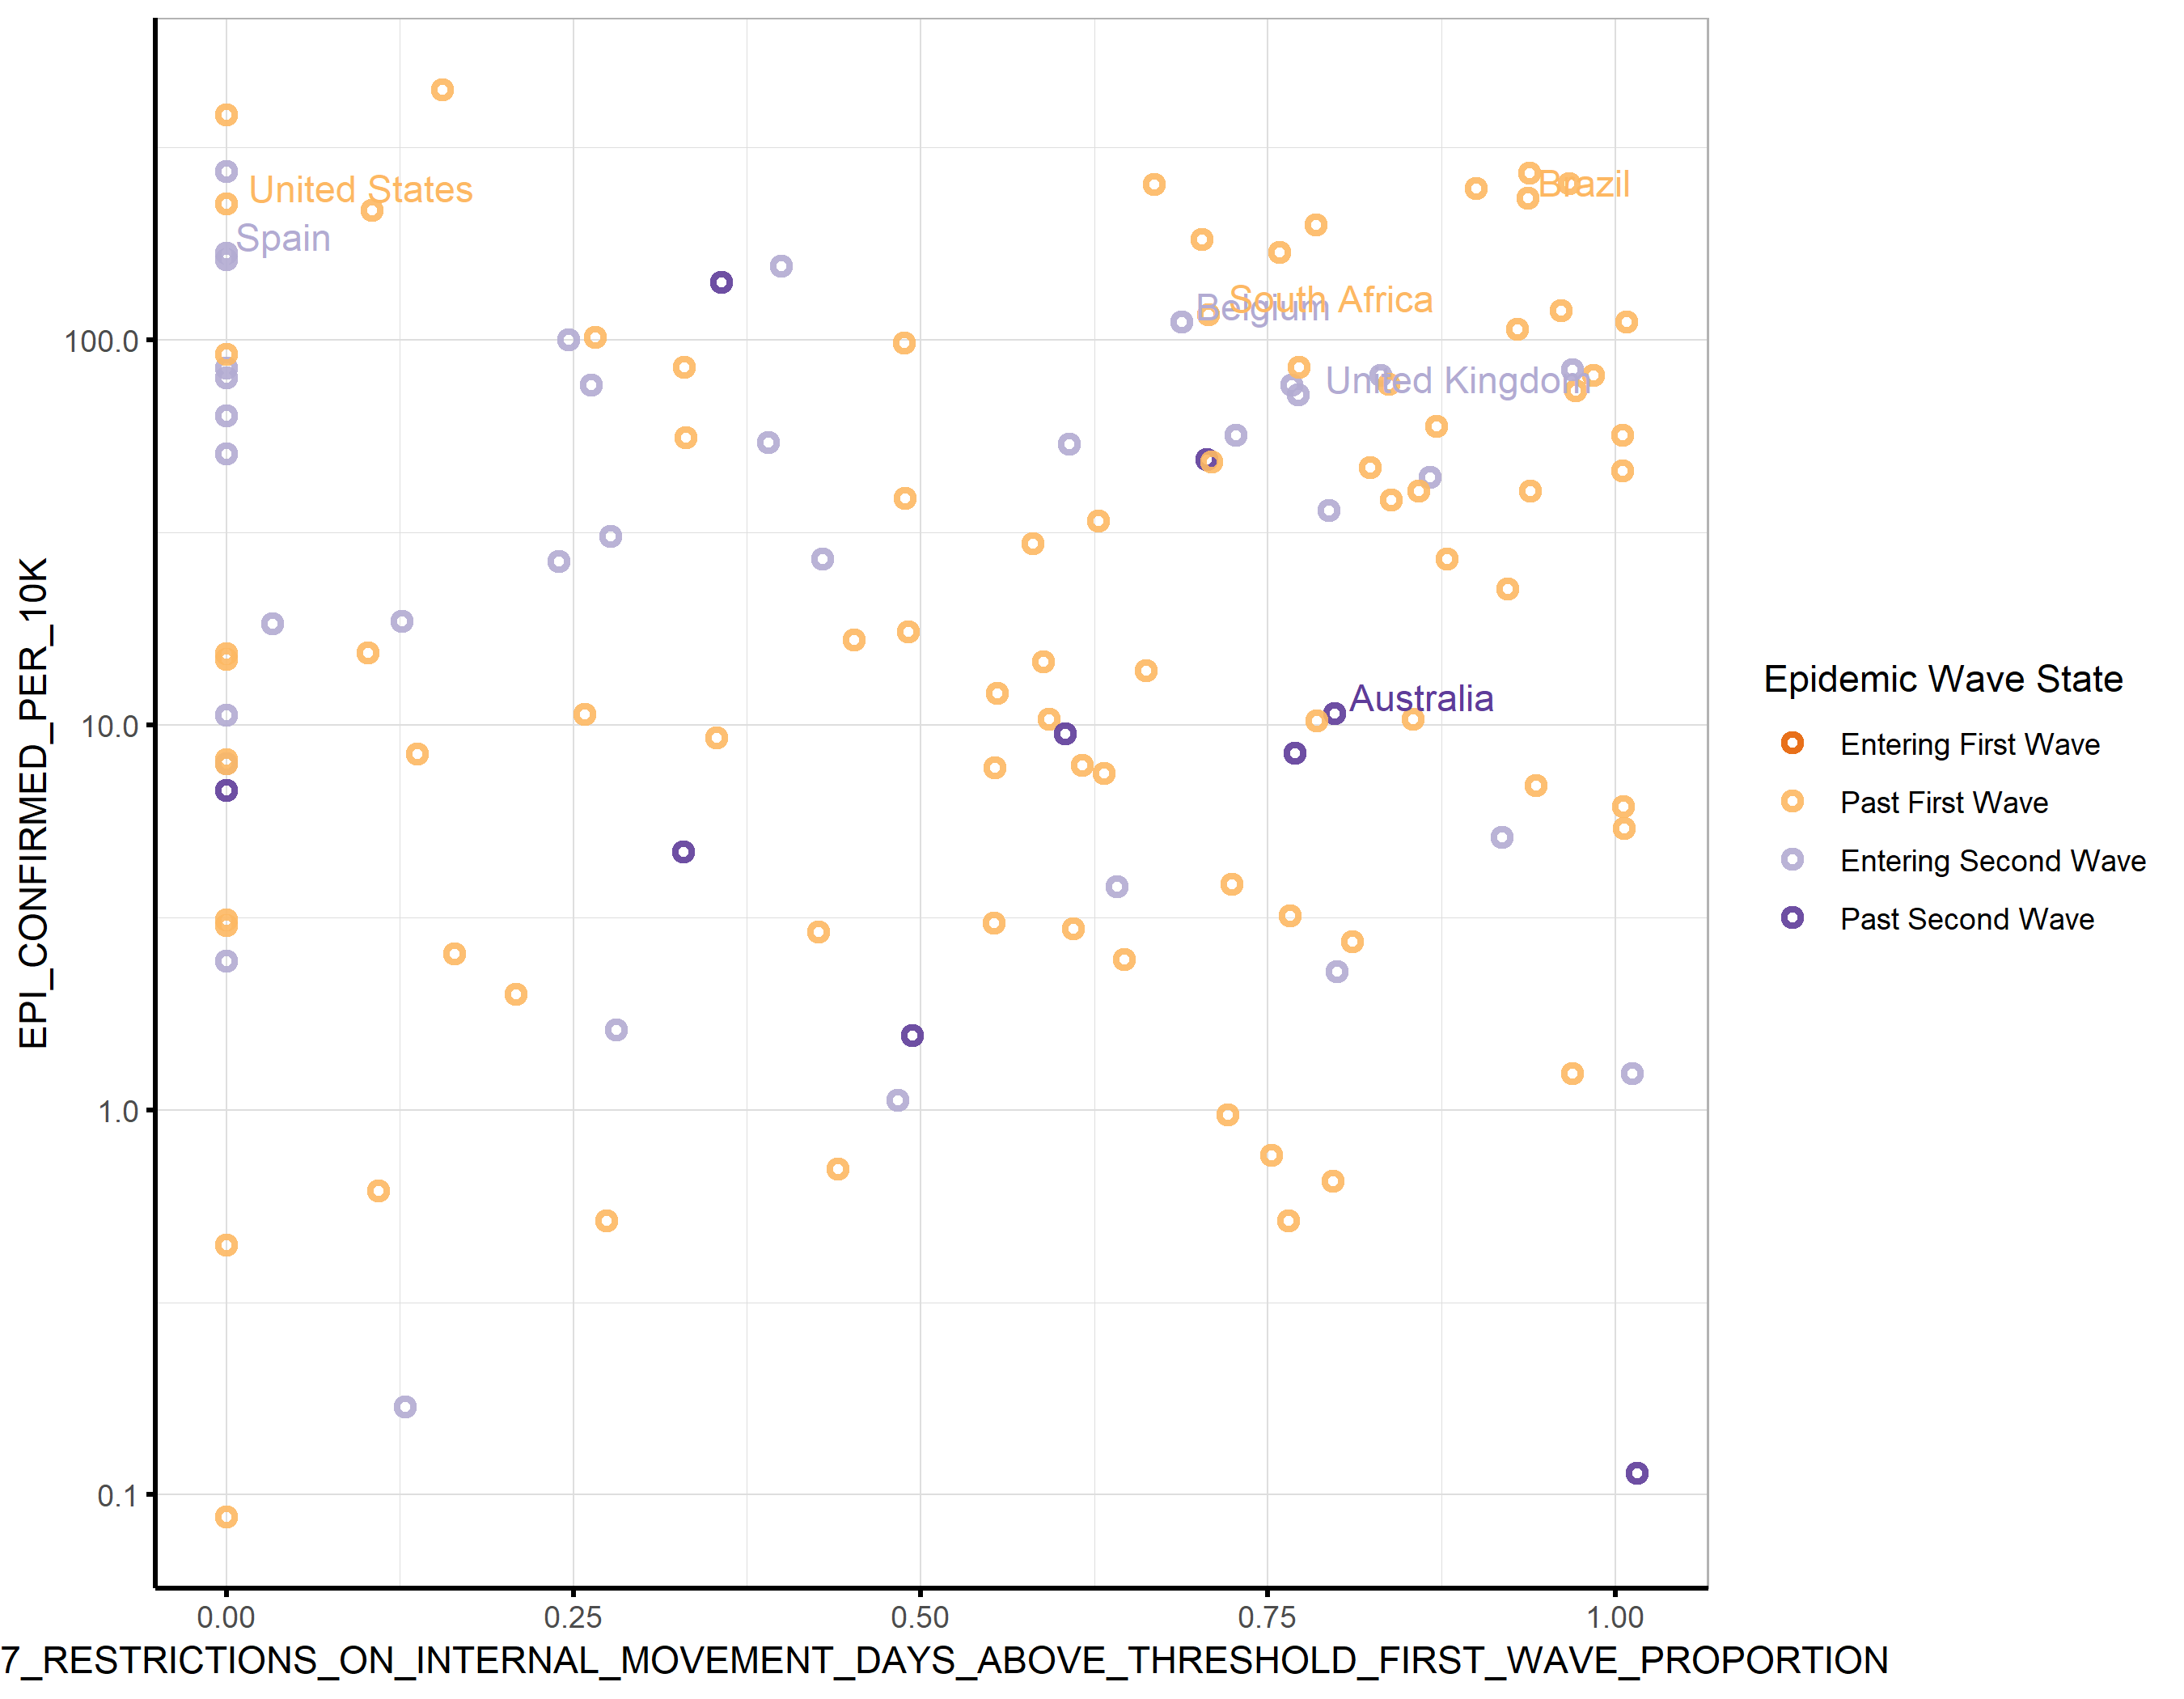 United States
Brazil
Spain
South Africa
Belgium
United Kingdom
Australia
100.0
10.0
1.0
0.1
EPI_CONFIRMED_PER_10K
0.00 0.25 0.50 0.75 1.00
7_RESTRICTIONS_ON_INTERNAL_MOVEMENT_DAYS_ABOVE_THRESHOLD_FIRST_WAVE_PROPORTION
Epidemic Wave State
Entering First Wave
Past First Wave
Entering Second Wave
Past Second Wave